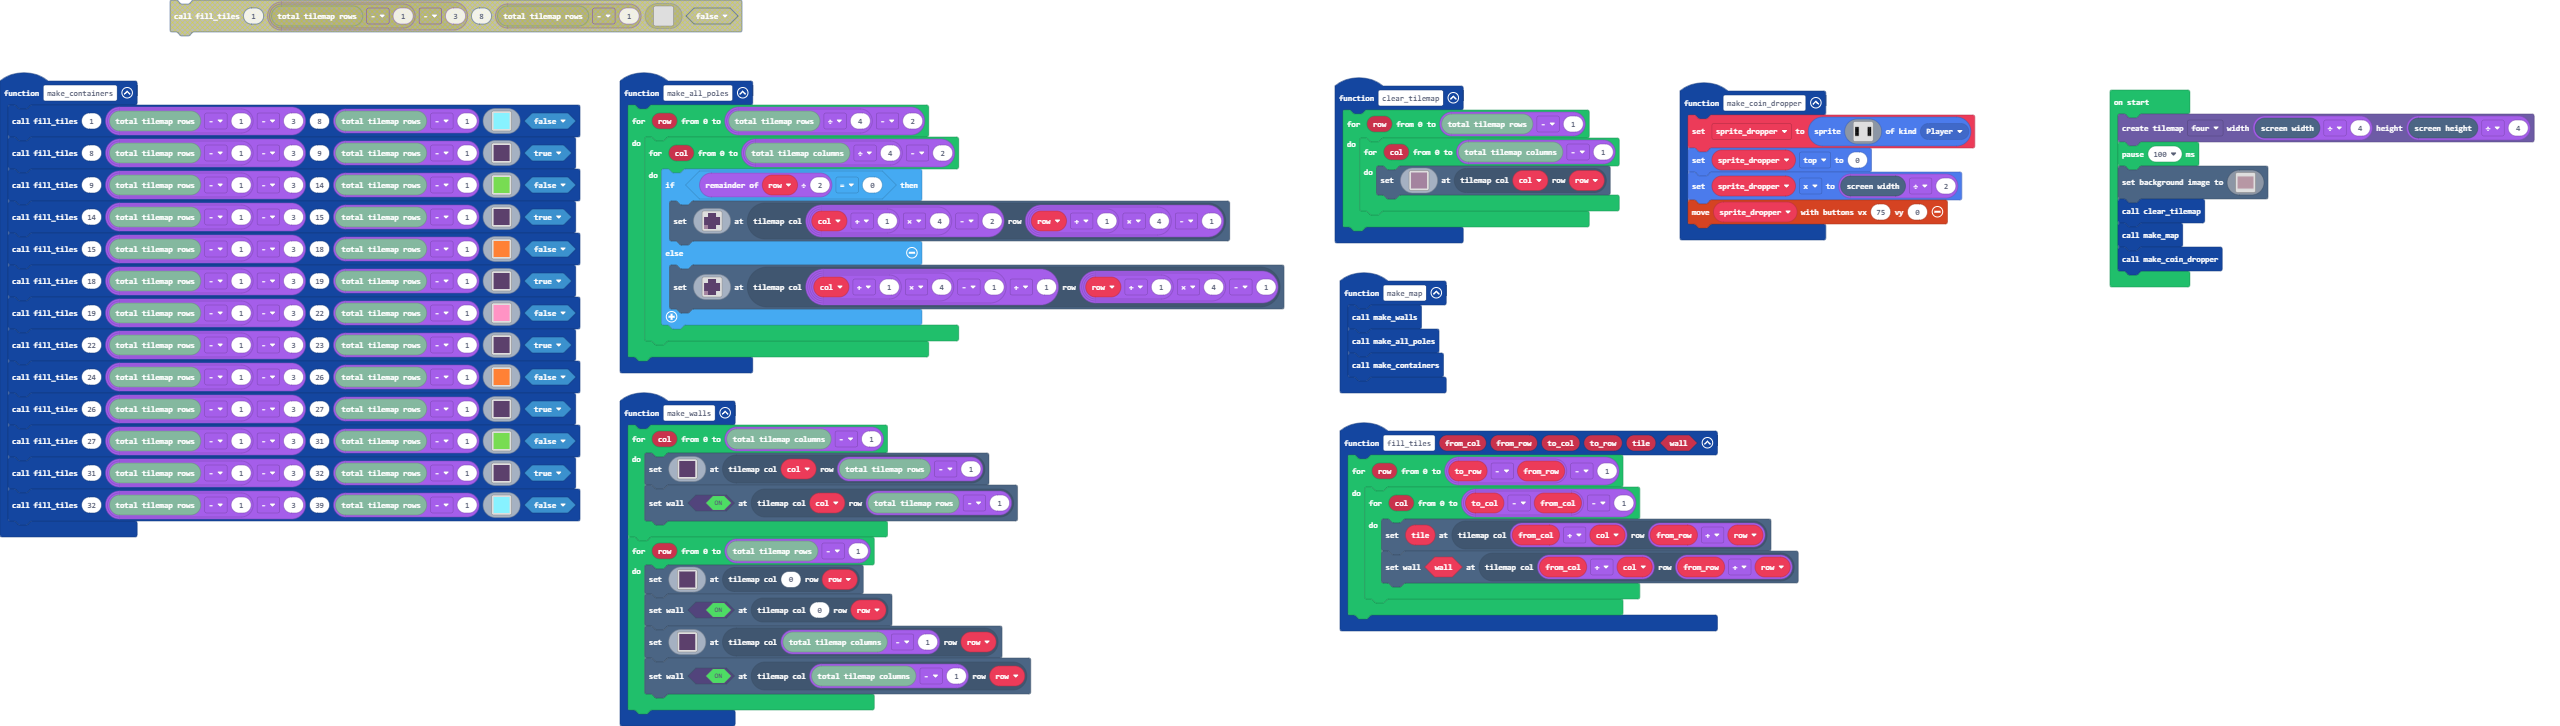 call fill_tiles 1 total tilemap rows - 1 - 3 8 total tilemap rows - 1 false
function make_containers
call fill_tiles 1 total tilemap rows - 1 - 3 8 total tilemap rows - 1 false
call fill_tiles 8 total tilemap rows - 1 - 3 9 total tilemap rows - 1 true
call fill_tiles 9 total tilemap rows - 1 - 3 14 total tilemap rows - 1 false
call fill_tiles 14 total tilemap rows - 1 - 3 15 total tilemap rows - 1 true
call fill_tiles 15 total tilemap rows - 1 - 3 18 total tilemap rows - 1 false
call fill_tiles 18 total tilemap rows - 1 - 3 19 total tilemap rows - 1 true
call fill_tiles 19 total tilemap rows - 1 - 3 22 total tilemap rows - 1 false
call fill_tiles 22 total tilemap rows - 1 - 3 23 total tilemap rows - 1 true
call fill_tiles 24 total tilemap rows - 1 - 3 26 total tilemap rows - 1 false
call fill_tiles 26 total tilemap rows - 1 - 3 27 total tilemap rows - 1 true
call fill_tiles 27 total tilemap rows - 1 - 3 31 total tilemap rows - 1 false
call fill_tiles 31 total tilemap rows - 1 - 3 32 total tilemap rows - 1 true
call fill_tiles 32 total tilemap rows - 1 - 3 39 total tilemap rows - 1 false
function make_all_poles
for row from 0 to total tilemap rows ÷ 4 - 2
do
for col from 0 to total tilemap columns ÷ 4 - 2
do
if remainder of row ÷ 2 = 0 then
set at tilemap col col + 1 × 4 - 2 row row + 1 × 4 - 1
else
set at tilemap col col + 1 × 4 - 1 + 1 row row + 1 × 4 - 1
function make_walls
for col from 0 to total tilemap columns - 1
do
set at tilemap col col row total tilemap rows - 1
set wall ON at tilemap col col row total tilemap rows - 1
for row from 0 to total tilemap rows - 1
do
set at tilemap col 0 row row
set wall ON at tilemap col 0 row row
set at tilemap col total tilemap columns - 1 row row
set wall ON at tilemap col total tilemap columns - 1 row row
function clear_tilemap
for row from 0 to total tilemap rows - 1
do
for col from 0 to total tilemap columns - 1
do
set at tilemap col col row row
function make_map
call make_walls
call make_all_poles
call make_containers
function fill_tiles from_col from_row to_col to_row tile wall
for row from 0 to to_row - from_row - 1
do
for col from 0 to to_col - from_col - 1
do
set tile at tilemap col from_col + col row from_row + row
set wall wall at tilemap col from_col + col row from_row + row
function make_coin_dropper
set sprite_dropper to sprite of kind Player
set sprite_dropper top to 0
set sprite_dropper x to screen width ÷ 2
move sprite_dropper with buttons vx 75 vy 0
on start
create tilemap four width screen width ÷ 4 height screen height ÷ 4
pause 100 ms
set background image to
call clear_tilemap
call make_map
call make_coin_dropper